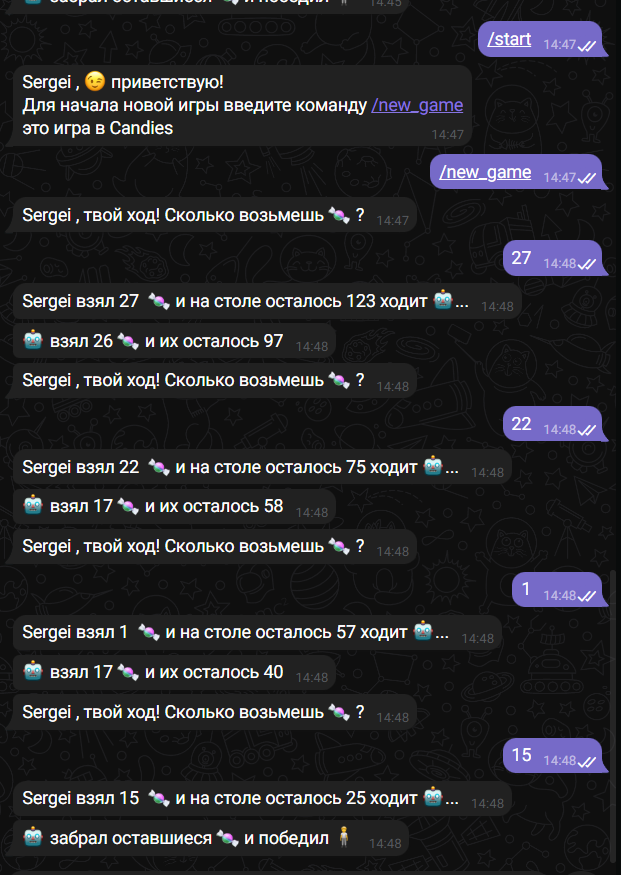 забрал оставшиеся 🍬 и победил 🧍 14:45
/start 14:47
Sergei , 😉 приветствую!
Для начала новой игры введите команду /new_game
это игра в Candies
14:47
/new_game 14:47
Sergei , твой ход! Сколько возьмешь 🍬 ? 14:47
27 14:48
Sergei взял 27 🍬 и на столе осталось 123 ходит 🤖... 14:48
🤖 взял 26 🍬 и их осталось 97 14:48
Sergei , твой ход! Сколько возьмешь 🍬 ? 14:48
22 14:48
Sergei взял 22 🍬 и на столе осталось 75 ходит 🤖... 14:48
🤖 взял 17 🍬 и их осталось 58 14:48
Sergei , твой ход! Сколько возьмешь 🍬 ? 14:48
1 14:48
Sergei взял 1 🍬 и на столе осталось 57 ходит 🤖... 14:48
🤖 взял 17 🍬 и их осталось 40 14:48
Sergei , твой ход! Сколько возьмешь 🍬 ? 14:48
15 14:48
Sergei взял 15 🍬 и на столе осталось 25 ходит 🤖... 14:48
🤖 забрал оставшиеся 🍬 и победил 🧍 14:48